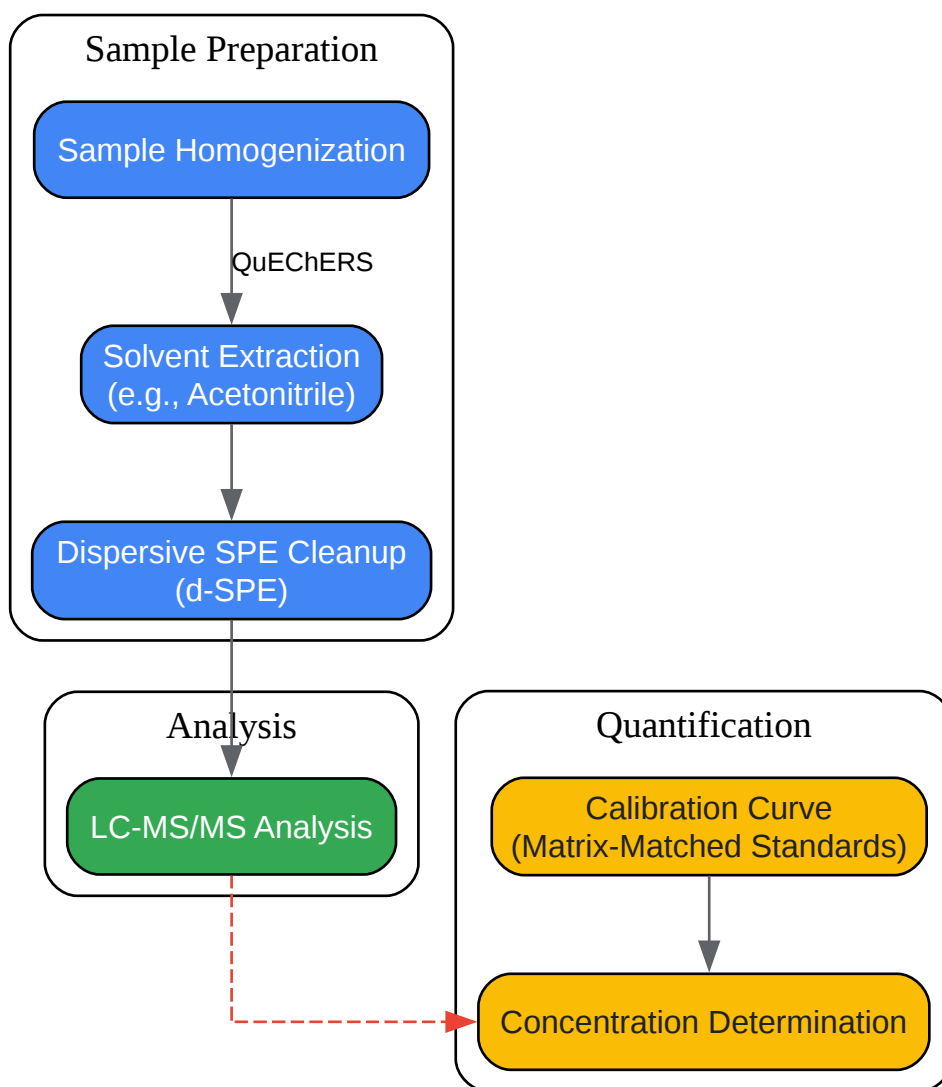 Sample Preparation
Sample Homogenization
QuEChERS
Solvent Extraction
(e.g., Acetonitrile)
Dispersive SPE Cleanup
(d-SPE)
Analysis
LC-MS/MS Analysis
Quantification
Calibration Curve
(Matrix-Matched Standards)
Concentration Determination